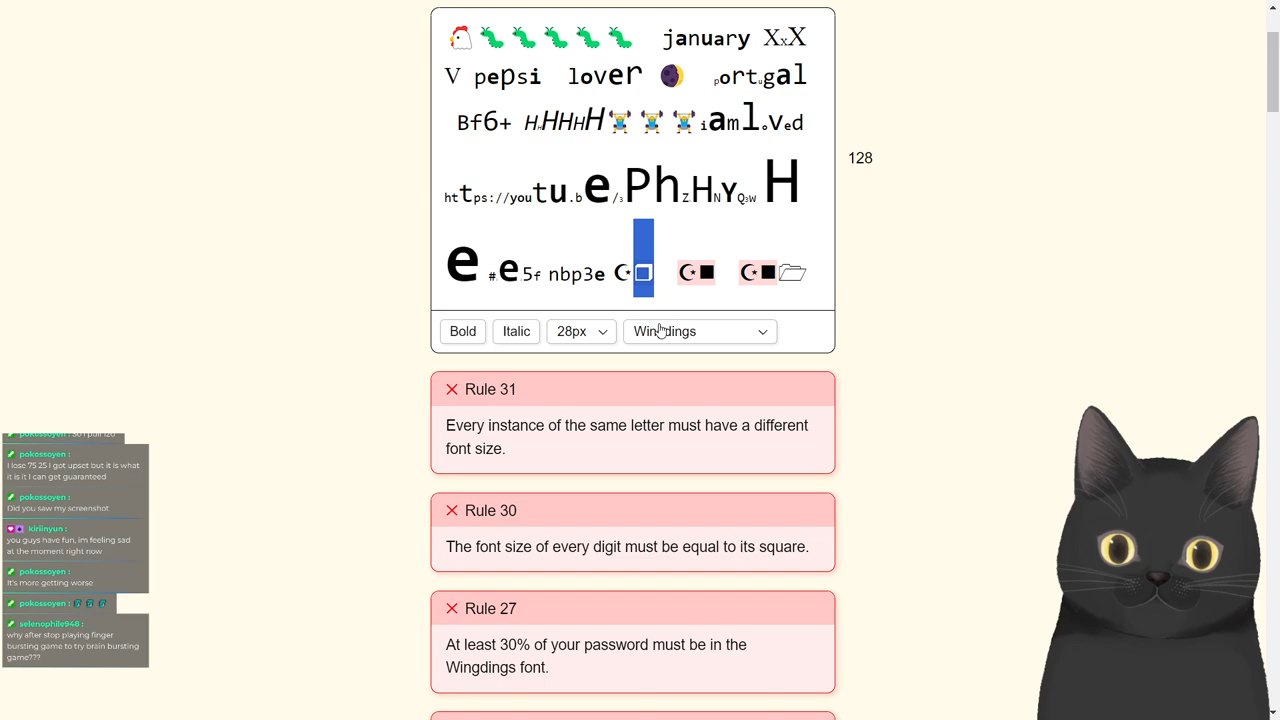 january XxX
V pepsi lover portugal
Bf6+ HHHHHHiamloved
https://youtu.be/3PhZHNYQ3WH
e #e5f nbp3e
128
Bold Italic 28px Wingdings
Rule 31
Every instance of the same letter must have a different
font size.
Rule 30
The font size of every digit must be equal to its square.
Rule 27
At least 30% of your password must be in the
Wingdings font.
pokossoyen :
pokossoyen :
I lose 75 25 I got upset but it is what
it is it I can get guaranteed
pokossoyen :
Did you saw my screenshot
kiriinyun :
you guys have fun, im feeling sad
at the moment right now
pokossoyen :
It's more getting worse
pokossoyen :
selenophile948 :
why after stop playing finger
bursting game to try brain bursting
game???